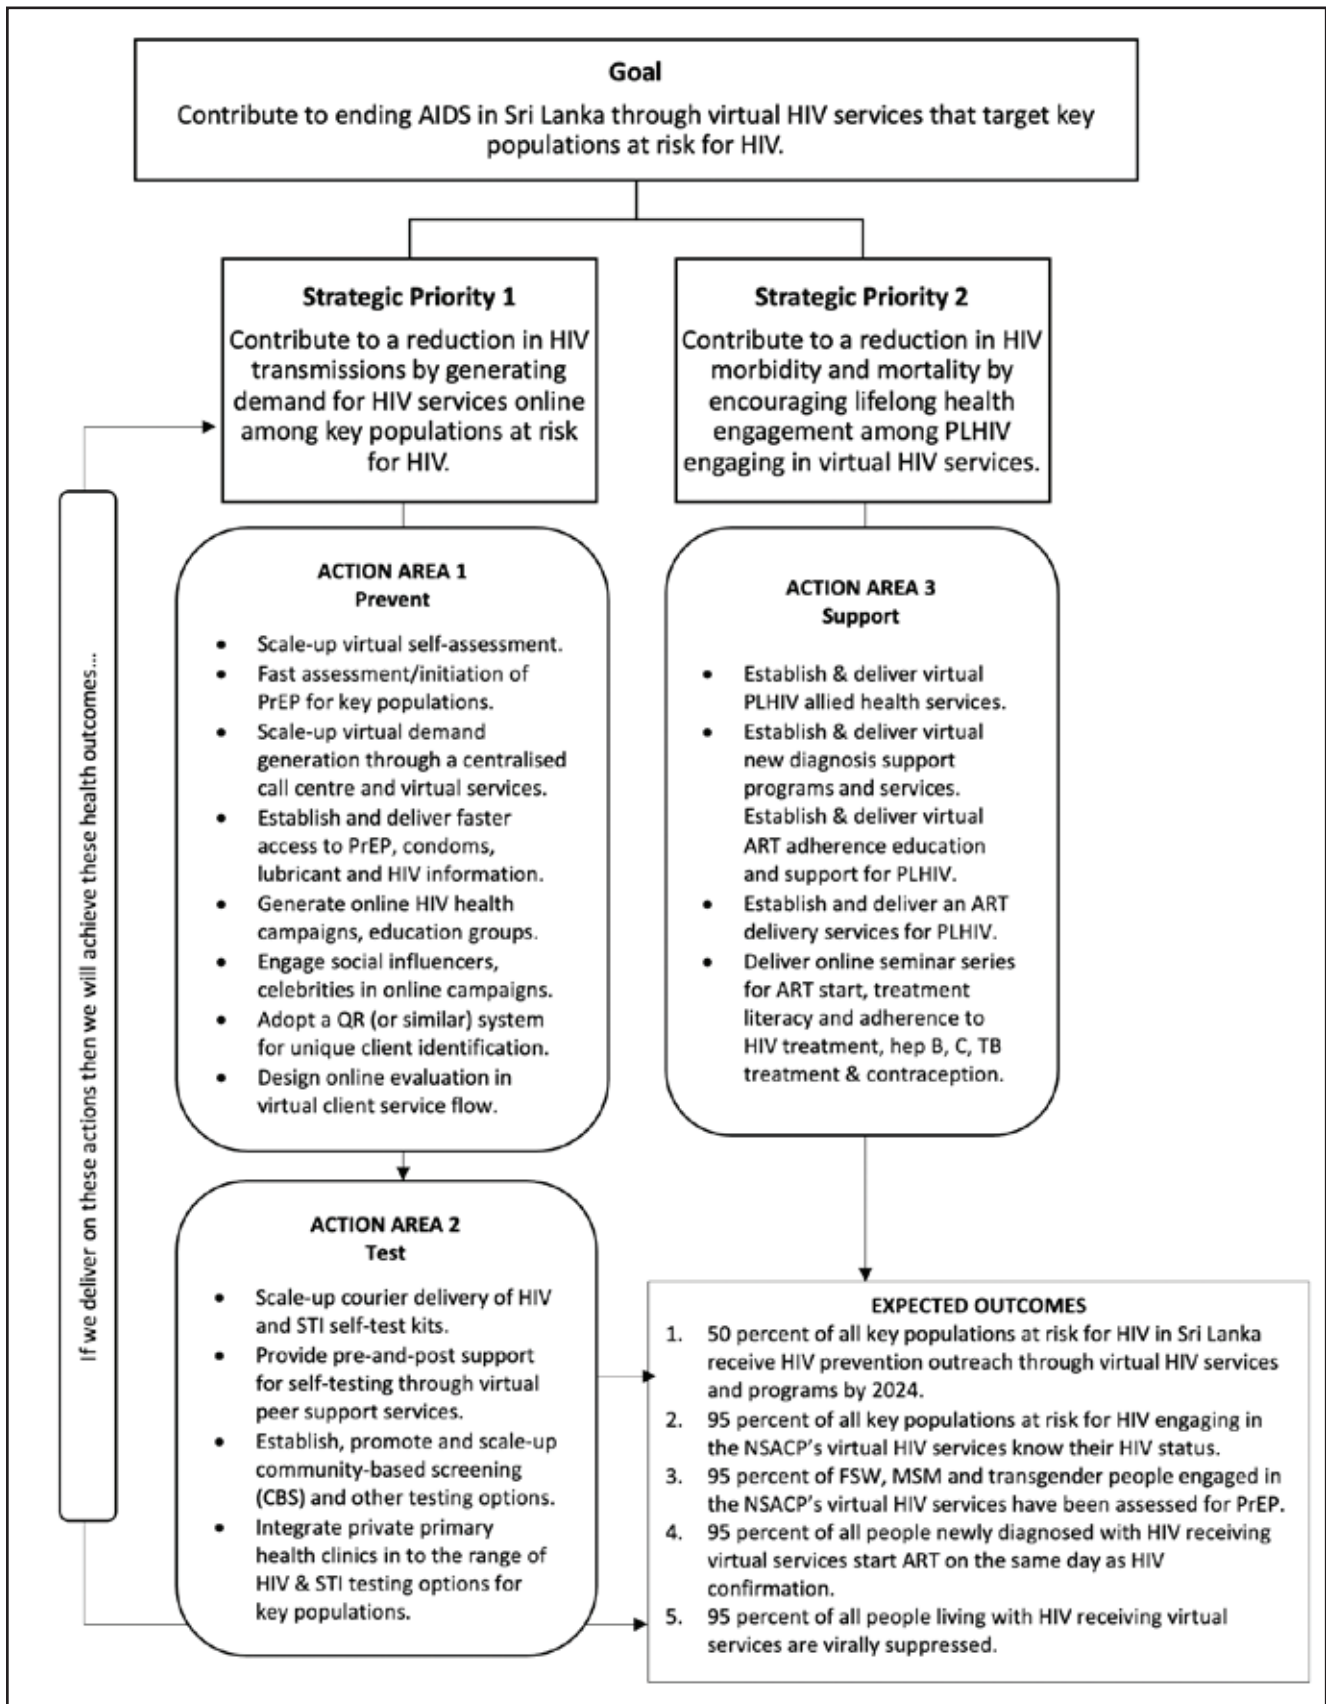 Goal
Contribute to ending AIDS in Sri Lanka through virtual HIV services that target key
populations at risk for HIV.
Strategic Priority 1
Contribute to a reduction in HIV
transmissions by generating
demand for HIV services online
among key populations at risk
for HIV.
Strategic Priority 2
Contribute to a reduction in HIV
morbidity and mortality by
encouraging lifelong health
engagement among PLHIV
engaging in virtual HIV services.
If we deliver on these actions then we will achieve these health outcomes...
ACTION AREA 1
Prevent
• Scale-up virtual self-assessment.
• Fast assessment/initiation of
PrEP for key populations.
• Scale-up virtual demand
generation through a centralised
call centre and virtual services.
• Establish and deliver faster
access to PrEP, condoms,
lubricant and HIV information.
• Generate online HIV health
campaigns, education groups.
• Engage social influencers,
celebrities in online campaigns.
• Adopt a QR (or similar) system
for unique client identification.
• Design online evaluation in
virtual client service flow.
ACTION AREA 3
Support
• Establish & deliver virtual
PLHIV allied health services.
• Establish & deliver virtual
new diagnosis support
programs and services.
Establish & deliver virtual
ART adherence education
and support for PLHIV.
• Establish and deliver an ART
delivery services for PLHIV.
• Deliver online seminar series
for ART start, treatment
literacy and adherence to
HIV treatment, hep B, C, TB
treatment & contraception.
ACTION AREA 2
Test
• Scale-up courier delivery of HIV
and STI self-test kits.
• Provide pre-and-post support
for self-testing through virtual
peer support services.
• Establish, promote and scale-up
community-based screening
(CBS) and other testing options.
• Integrate private primary
health clinics in to the range of
HIV & STI testing options for
key populations.
EXPECTED OUTCOMES
1. 50 percent of all key populations at risk for HIV in Sri Lanka
receive HIV prevention outreach through virtual HIV services
and programs by 2024.
2. 95 percent of all key populations at risk for HIV engaging in
the NSACP's virtual HIV services know their HIV status.
3. 95 percent of FSW, MSM and transgender people engaged in
the NSACP's virtual HIV services have been assessed for PrEP.
4. 95 percent of all people newly diagnosed with HIV receiving
virtual services start ART on the same day as HIV
confirmation.
5. 95 percent of all people living with HIV receiving virtual
services are virally suppressed.